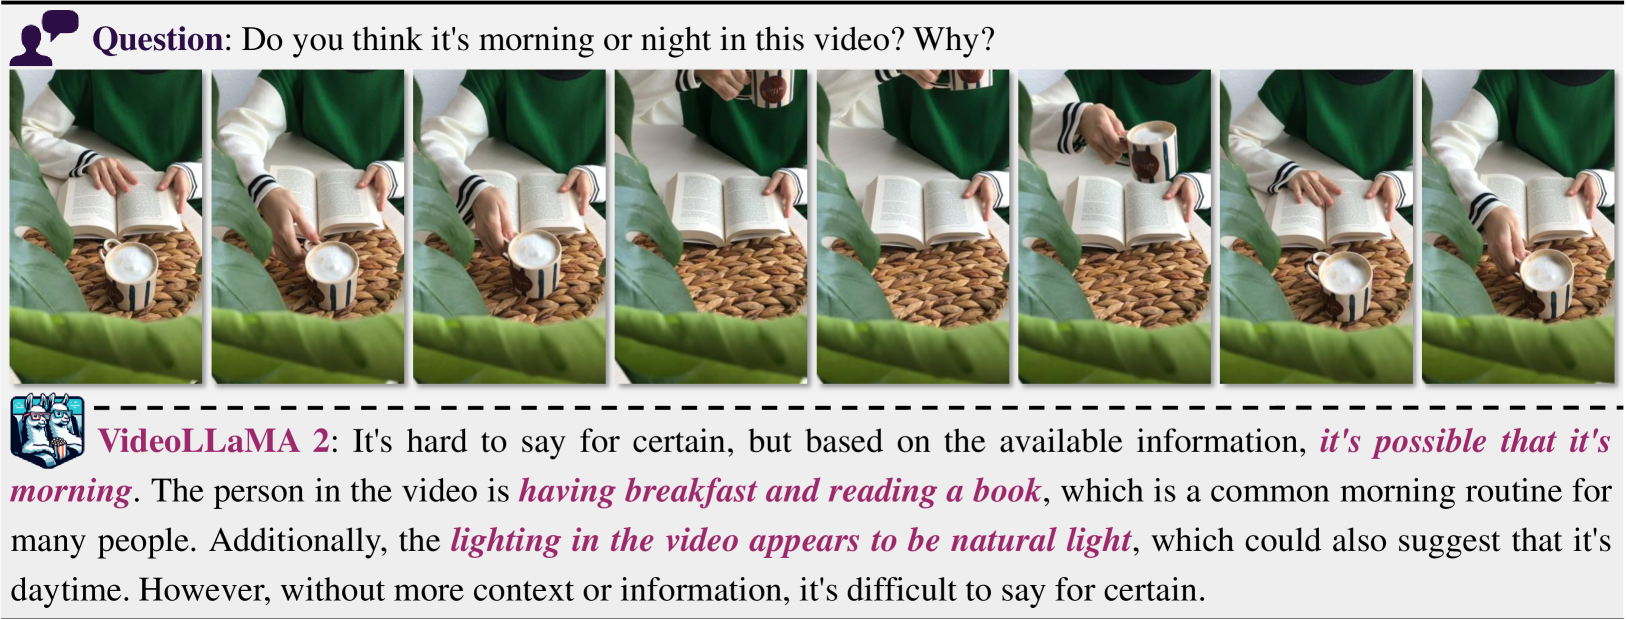 Question: Do you think it's morning or night in this video? Why?
VideoLLaMA 2: It's hard to say for certain, but based on the available information, it's possible that it's
morning. The person in the video is having breakfast and reading a book, which is a common morning routine for
many people. Additionally, the lighting in the video appears to be natural light, which could also suggest that it's
daytime. However, without more context or information, it's difficult to say for certain.